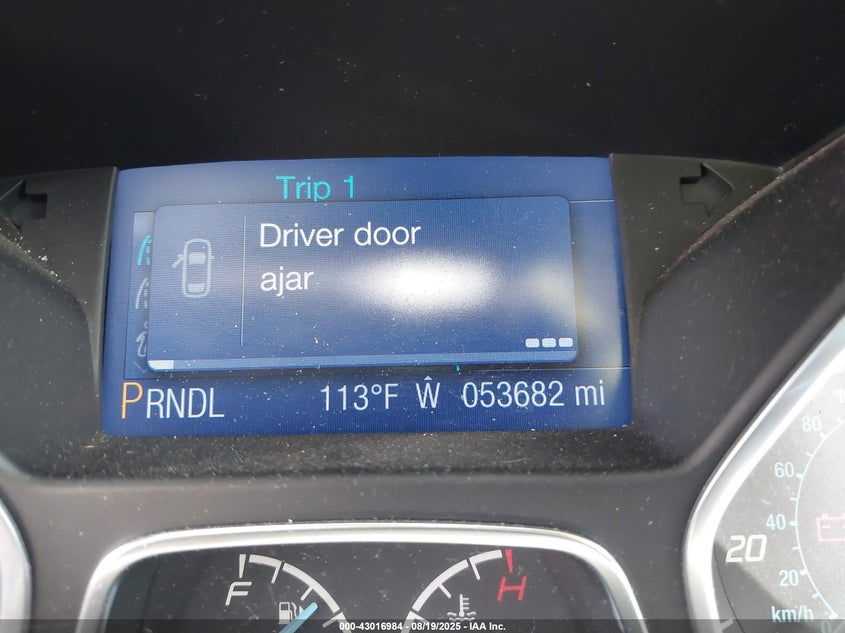 Trip 1
Driver door
ajar
PRNDL 113°F W 053682 mi
F
H
80
60
40
20
20
km/h
000-43016984 - 08/19/2025 - IAA Inc.